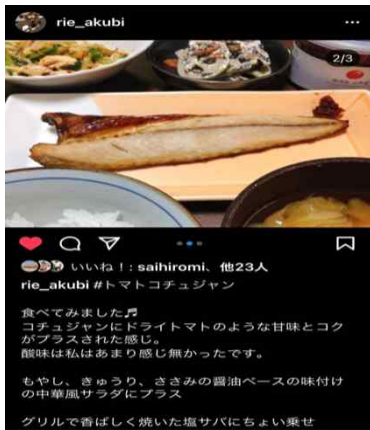 rie_akubi
2/3
いいね！: saihiromi、他23人
rie_akubi #トマトコチュジャン
食べてみました🎵
コチュジャンにドライトマトのような甘味とコク
がプラスされた感じ。
酸味は私はあまり感じ無かったです。
もやし、きゅうり、ささみの醤油ベースの味付け
の中華風サラダにプラス
グリルで香ばしく焼いた塩サバにちょい乗せ